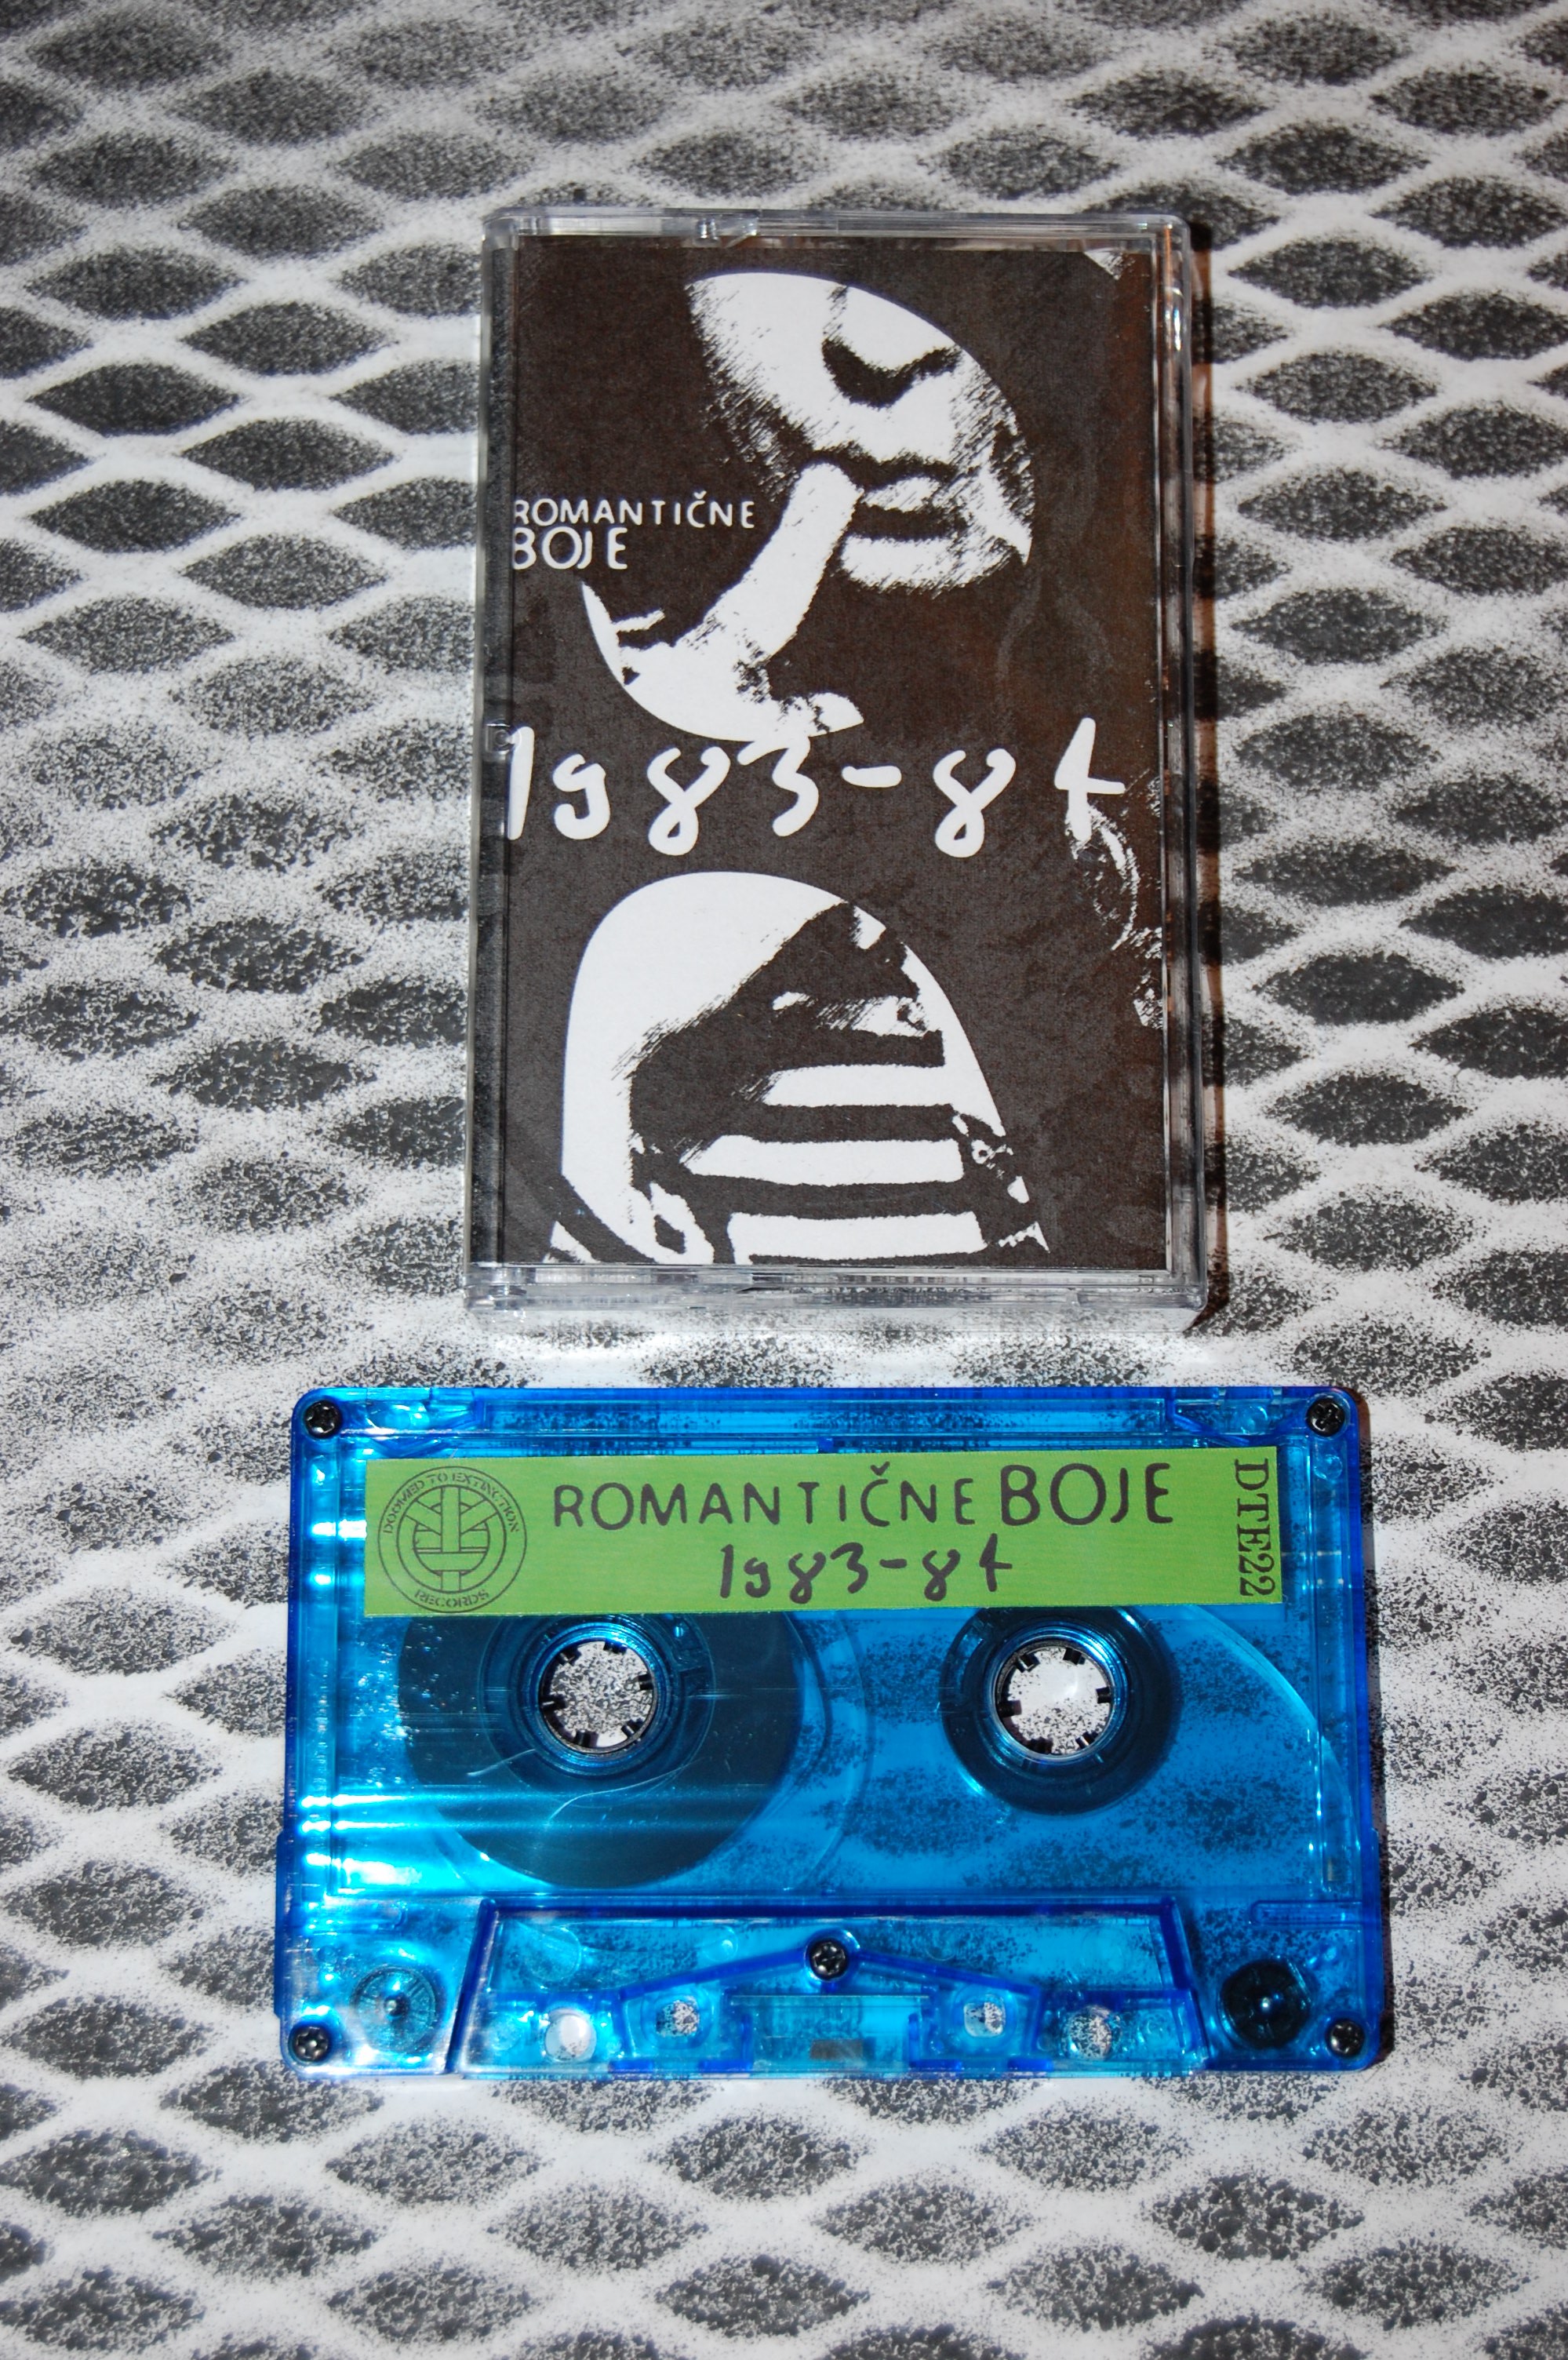 ROMANTIČNE
BOJE
1983-84
DOOMED TO EXTINCTION
RECORDS
ROMANTIČNE BOJE
1983-84
DTE22